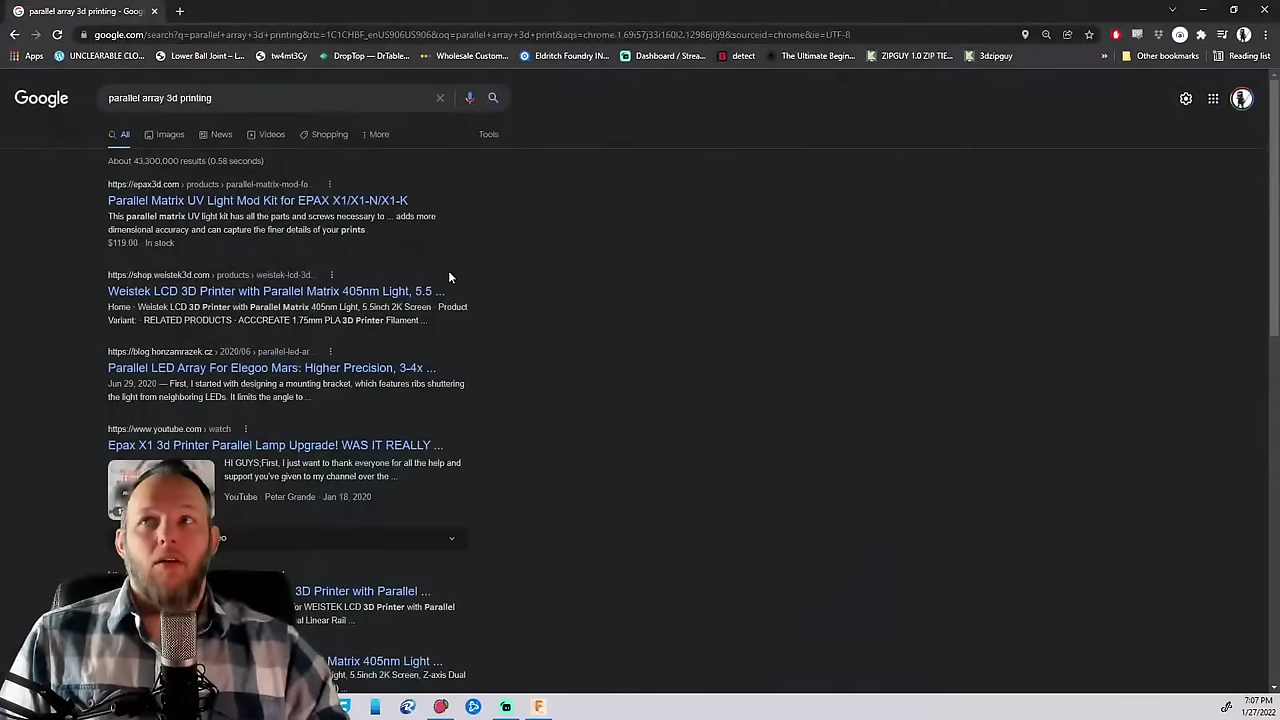 parallel array 3d printing - Goog
google.com/search?q=parallel+array+3d+printing&rlz=1C1CHBF_enUS906US906&oq=parallel+array+3d+print&aqs=chrome.1.69i57j33i160l2.12986j0j9&sourceid=chrome&ie=UTF-8
Apps UNCLEARABLE CLO... Lower Ball Joint – l... tw4mt3Cy DropTop — DrTable... Wholesale Custom... Eldritch Foundry IN... Dashboard / Strea... detect The Ultimate Begin... ZIPGUY 1.0 ZIP TIE... 3dzipguy » Other bookmarks Reading list
Google parallel array 3d printing
All Images News Videos Shopping More Tools
About 43,300,000 results (0.58 seconds)
https://epax3d.com › products › parallel-matrix-mod-fo...
Parallel Matrix UV Light Mod Kit for EPAX X1/X1-N/X1-K
This parallel matrix UV light kit has all the parts and screws necessary to ... adds more
dimensional accuracy and can capture the finer details of your prints.
$119.00 · In stock
https://shop.weistek3d.com › products › weistek-lcd-3d...
Weistek LCD 3D Printer with Parallel Matrix 405nm Light, 5.5 ...
Home · Weistek LCD 3D Printer with Parallel Matrix 405nm Light, 5.5inch 2K Screen · Product
Variant: · RELATED PRODUCTS · ACCCREATE 1.75mm PLA 3D Printer Filament ...
https://blog.honzamrazek.cz › 2020/06 › parallel-led-ar...
Parallel LED Array For Elegoo Mars: Higher Precision, 3-4x ...
Jun 29, 2020 — First, I started with designing a mounting bracket, which features ribs shuttering
the light from neighboring LEDs. It limits the angle to ...
https://www.youtube.com › watch
Epax X1 3d Printer Parallel Lamp Upgrade! WAS IT REALLY ...
HI GUYS,First, I just want to thank everyone for all the help and
support you've given to my channel over the ...
YouTube · Peter Grande · Jan 18, 2020
eo
3D Printer with Parallel ...
or WEISTEK LCD 3D Printer with Parallel
al Linear Rail ...
Matrix 405nm Light ...
ight, 5.5inch 2K Screen, Z-axis Dual
) ...
7:07 PM
1/27/2022